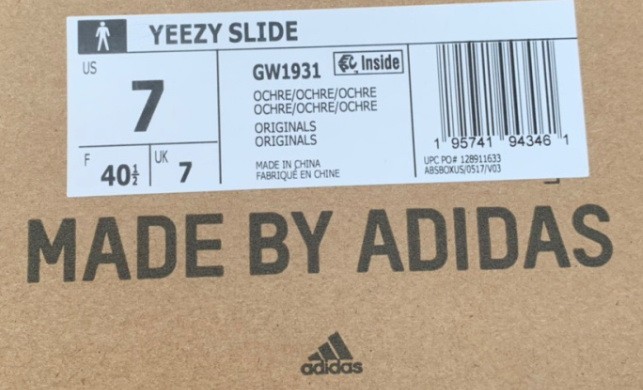 YEEZY SLIDE
US
7
F
40½
UK
7
GW1931
Inside
OCHRE/OCHRE/OCHRE
OCHRE/OCHRE/OCHRE
ORIGINALS
ORIGINALS
MADE IN CHINA
FABRIQUÉ EN CHINE
1 95741 94346 1
UPC PO# 128911633
ABSBOXUS/0517/V03
MADE BY ADIDAS
adidas